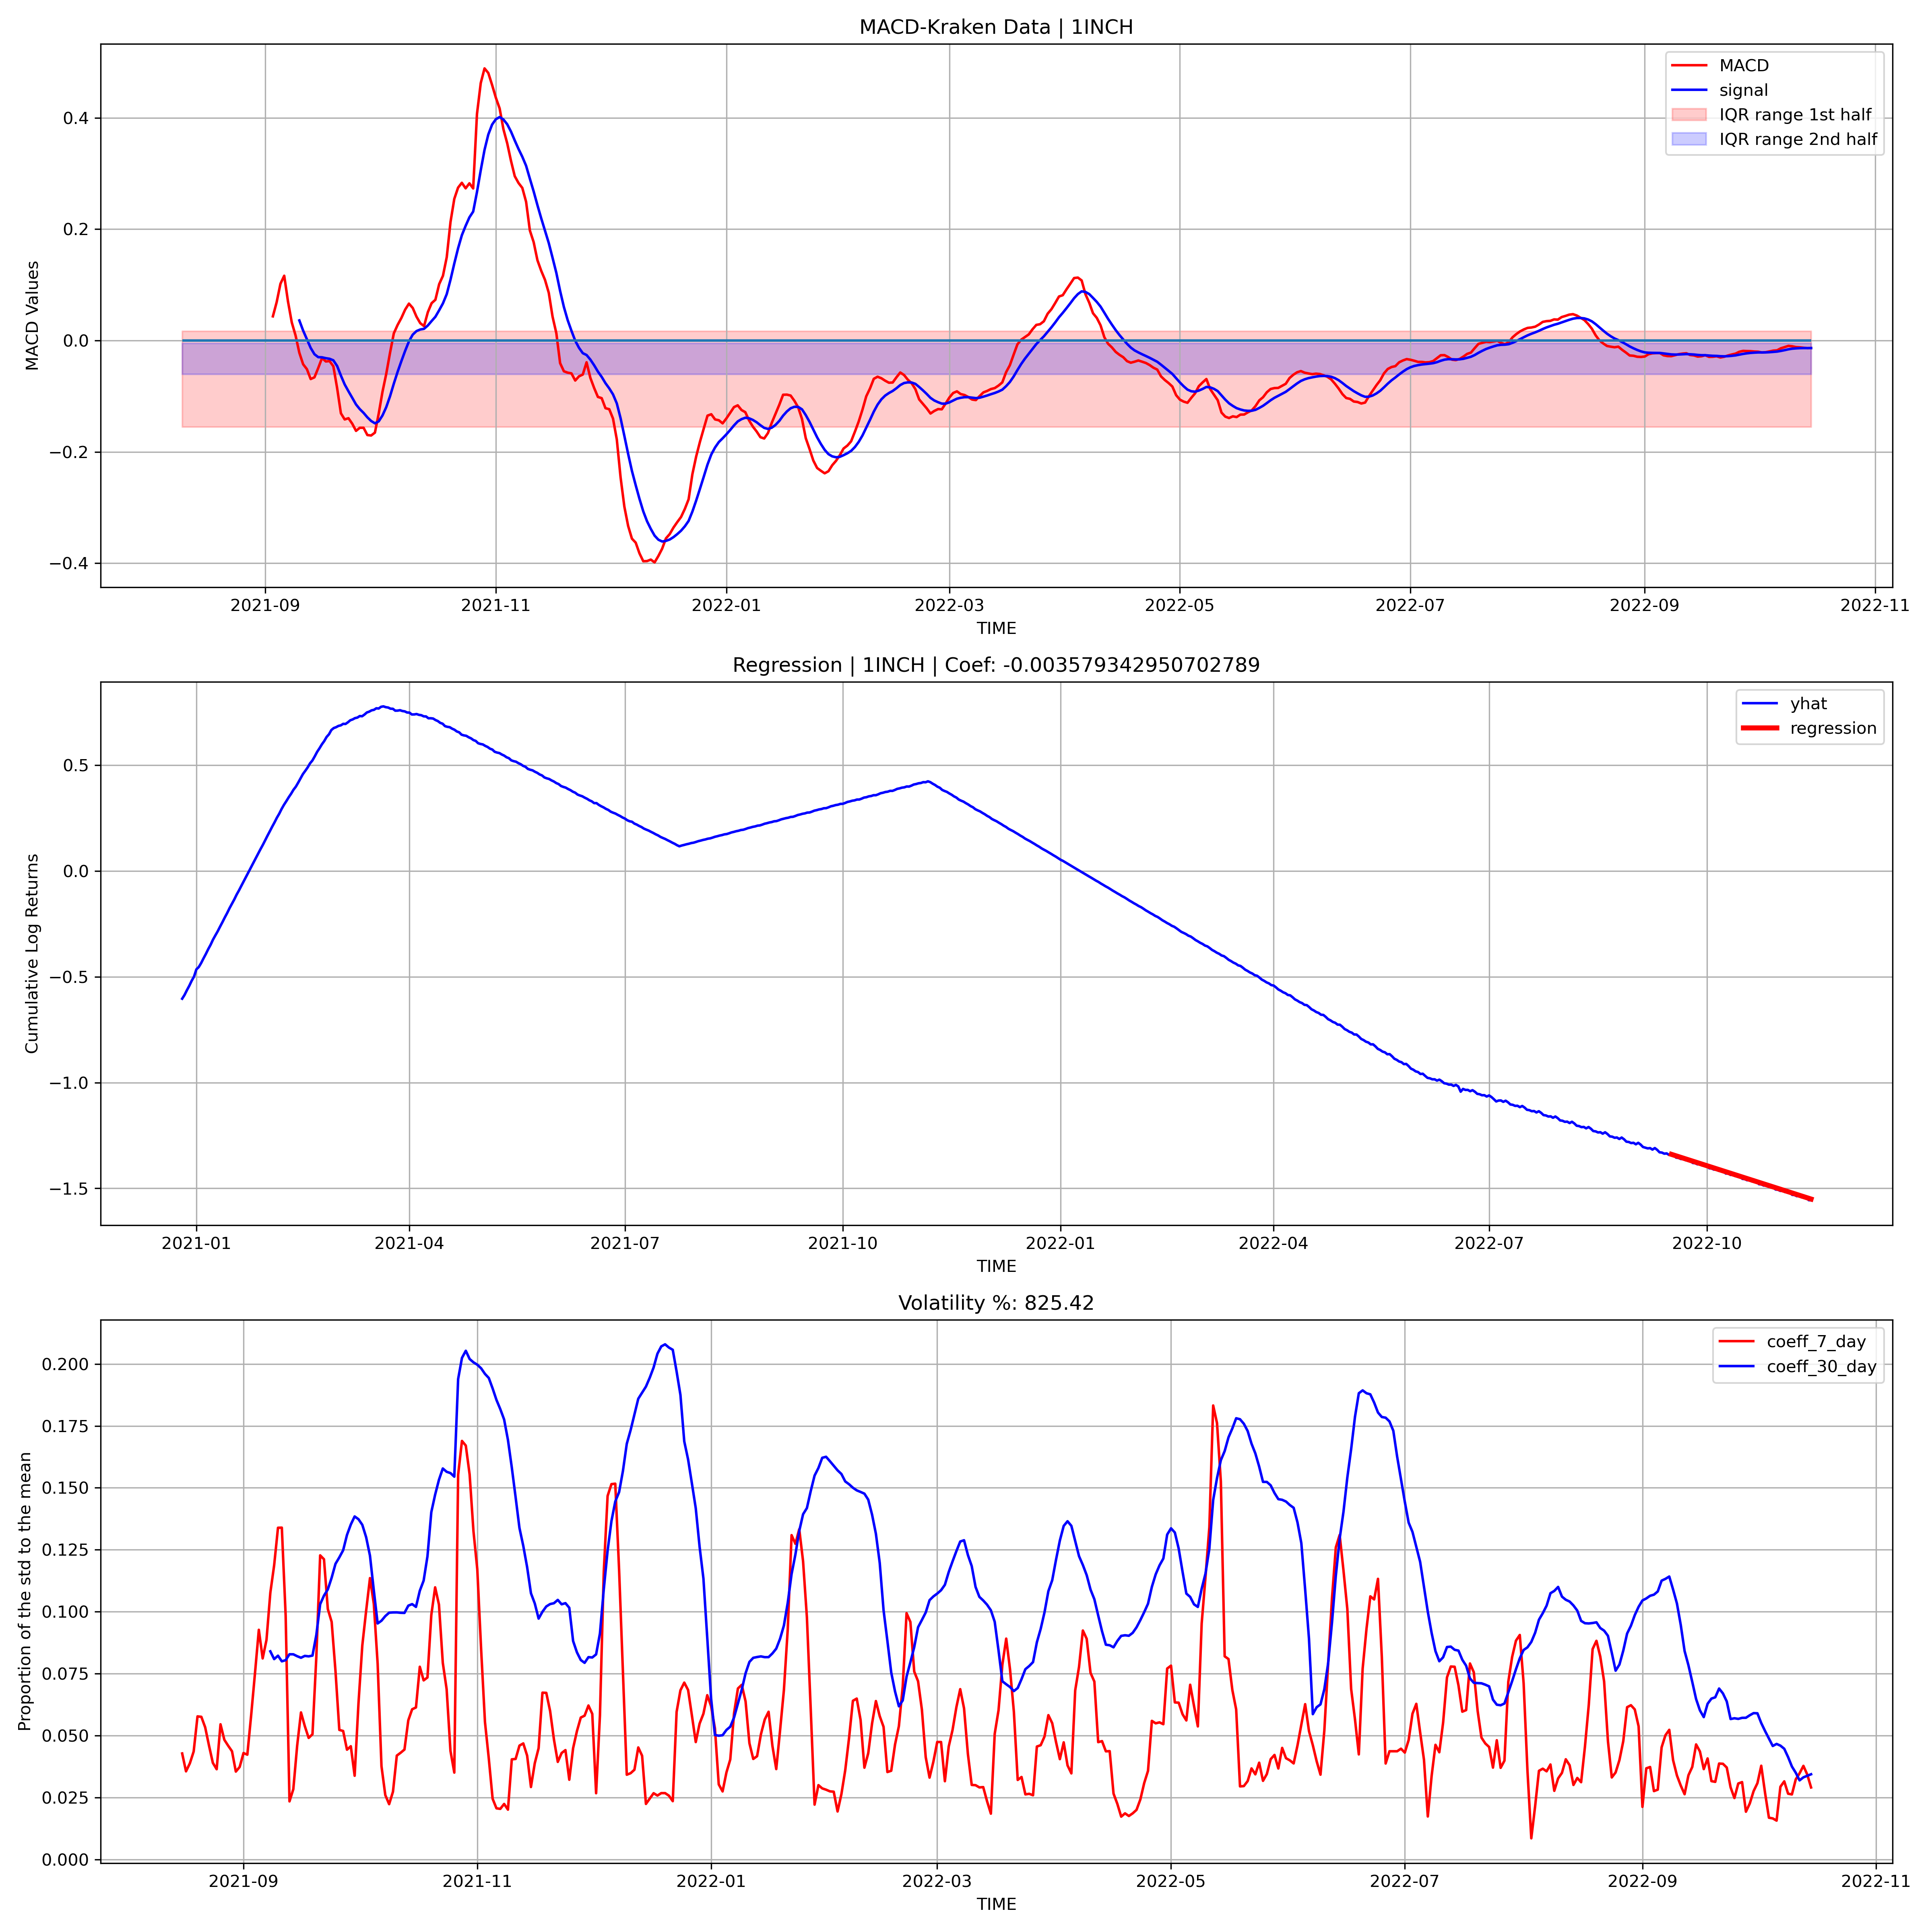 MACD-Kraken Data | 1INCH
MACD
signal
IQR range 1st half
IQR range 2nd half
MACD Values
0.4
0.2
0.0
−0.2
−0.4
2021-09
2021-11
2022-01
2022-03
2022-05
2022-07
2022-09
2022-11
TIME
Regression | 1INCH | Coef: -0.003579342950702789
yhat
regression
Cumulative Log Returns
0.5
0.0
−0.5
−1.0
−1.5
2021-01
2021-04
2021-07
2021-10
2022-01
2022-04
2022-07
2022-10
TIME
Volatility %: 825.42
coeff_7_day
coeff_30_day
Proportion of the std to the mean
0.200
0.175
0.150
0.125
0.100
0.075
0.050
0.025
0.000
2021-09
2021-11
2022-01
2022-03
2022-05
2022-07
2022-09
2022-11
TIME